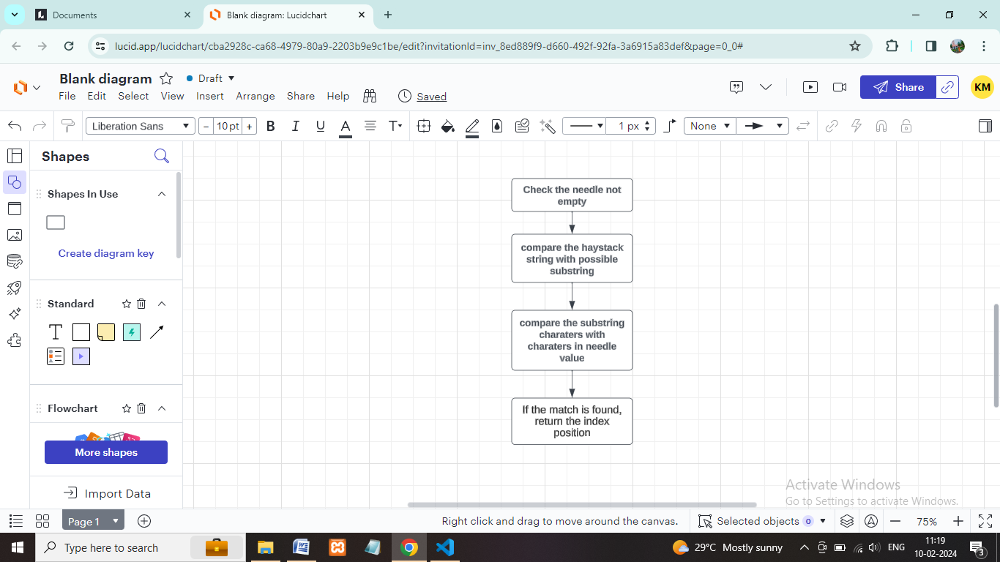 Documents
Blank diagram: Lucidchart
lucid.app/lucidchart/cba2928c-ca68-4979-80a9-2203b9e9c1be/edit?invitationId=inv_8ed889f9-d660-492f-92fa-3a6915a83def&page=0_0#
Blank diagram
Draft
File Edit Select View Insert Arrange Share Help Saved
Share
KM
Liberation Sans
− 10 pt +
B I U A T
1 px
None
Shapes
Shapes In Use
Create diagram key
Standard
T
Flowchart
More shapes
Import Data
Check the needle not
empty
compare the haystack
string with possible
substring
compare the substring
charaters with
charaters in needle
value
If the match is found,
return the index
position
Activate Windows
Go to Settings to activate Windows.
Page 1
Right click and drag to move around the canvas.
Selected objects 0
75%
Type here to search
29°C Mostly sunny
ENG
11:19
10-02-2024
3